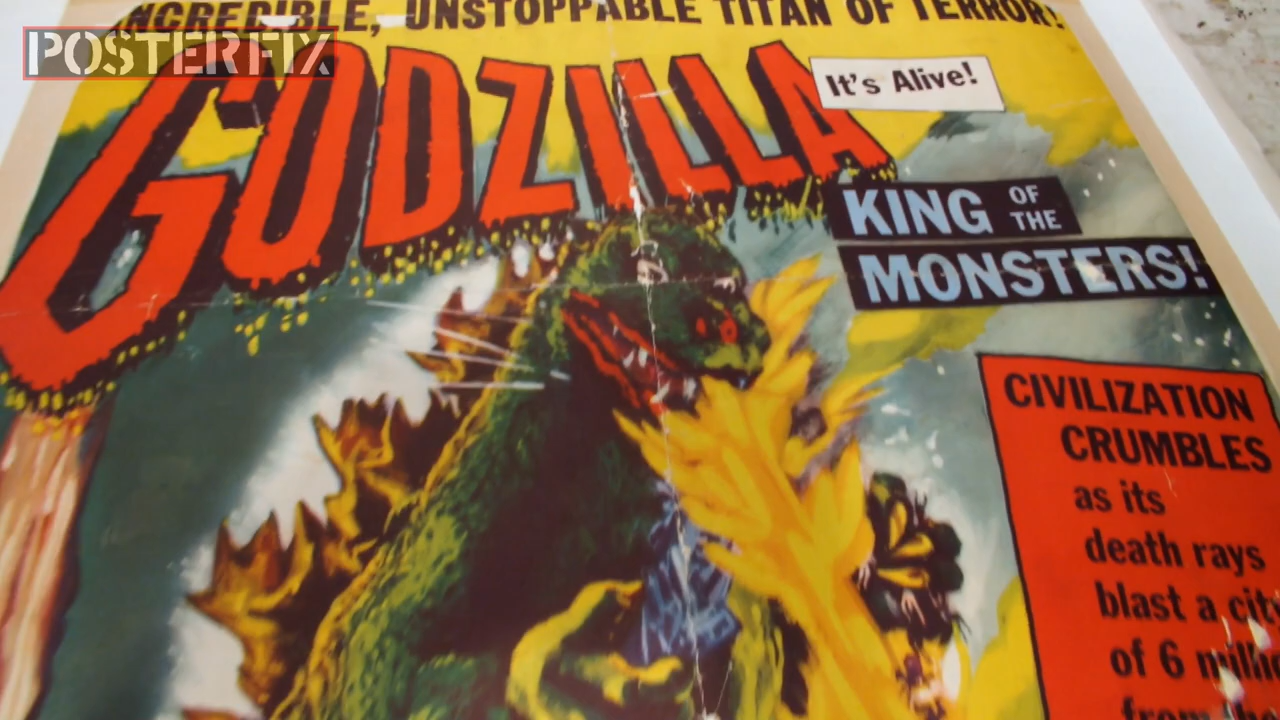 INCREDIBLE, UNSTOPPABLE TITAN OF TERROR!
POSTERFIX
GODZILLA
It's Alive!
KING OF THE
MONSTERS!
CIVILIZATION
CRUMBLES
as its
death rays
blast a city
of 6